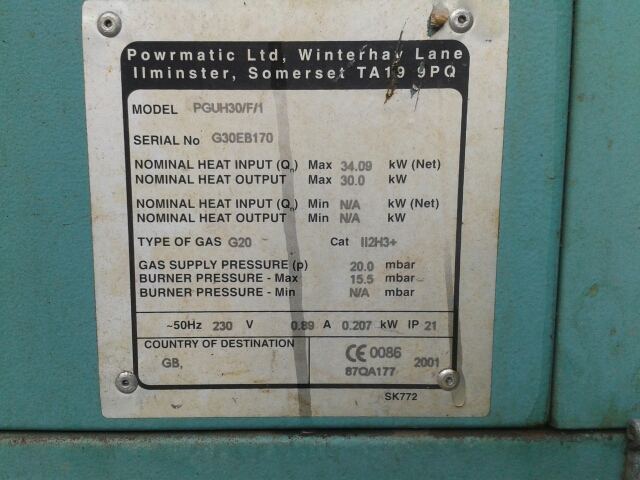 Powrmatic Ltd, Winterhay Lane
Ilminster, Somerset TA19 9PQ
MODEL PGUH30/F/1
SERIAL No G30EB170
NOMINAL HEAT INPUT (Qn) Max 34.09 kW (Net)
NOMINAL HEAT OUTPUT Max 30.0 kW
NOMINAL HEAT INPUT (Qn) Min N/A kW (Net)
NOMINAL HEAT OUTPUT Min N/A kW
TYPE OF GAS G20 Cat II2H3+
GAS SUPPLY PRESSURE (p) 20.0 mbar
BURNER PRESSURE - Max 15.5 mbar
BURNER PRESSURE - Min N/A mbar
~50Hz 230 V 0.89 A 0.207 kW IP 21
COUNTRY OF DESTINATION
GB,
CE 0086 2001
87QA177
SK772